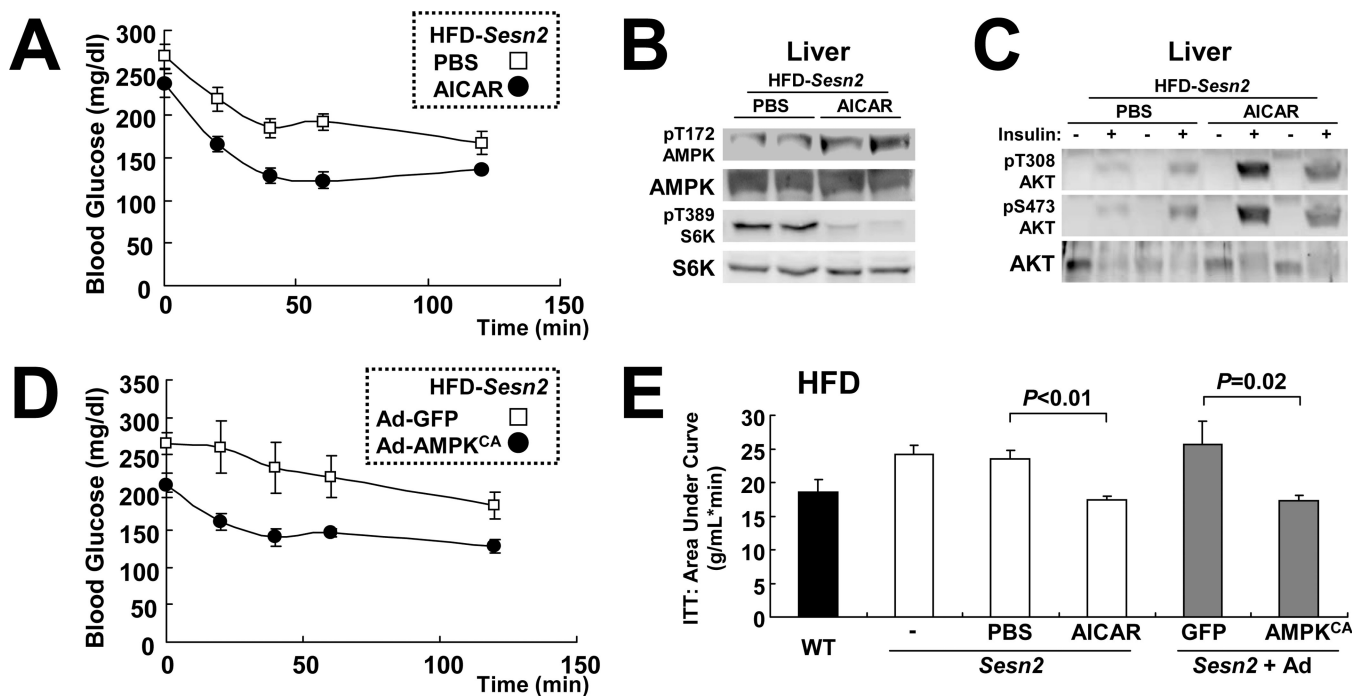 A
HFD-Sesn2
PBS
AICAR
Blood Glucose (mg/dl)
300
250
200
150
100
50
0
0
50
100
150
Time (min)
B
Liver
HFD-Sesn2
PBS
AICAR
pT172
AMPK
AMPK
pT389
S6K
S6K
C
Liver
HFD-Sesn2
PBS
AICAR
Insulin: - + - + - + - +
pT308
AKT
pS473
AKT
AKT
D
HFD-Sesn2
Ad-GFP
Ad-AMPKCA
Blood Glucose (mg/dl)
350
300
250
200
150
100
50
0
0
50
100
150
Time (min)
E
HFD
P<0.01
P=0.02
ITT: Area Under Curve
(g/mL*min)
30
25
20
15
10
5
0
WT
-
PBS
AICAR
GFP
AMPKCA
Sesn2
Sesn2 + Ad